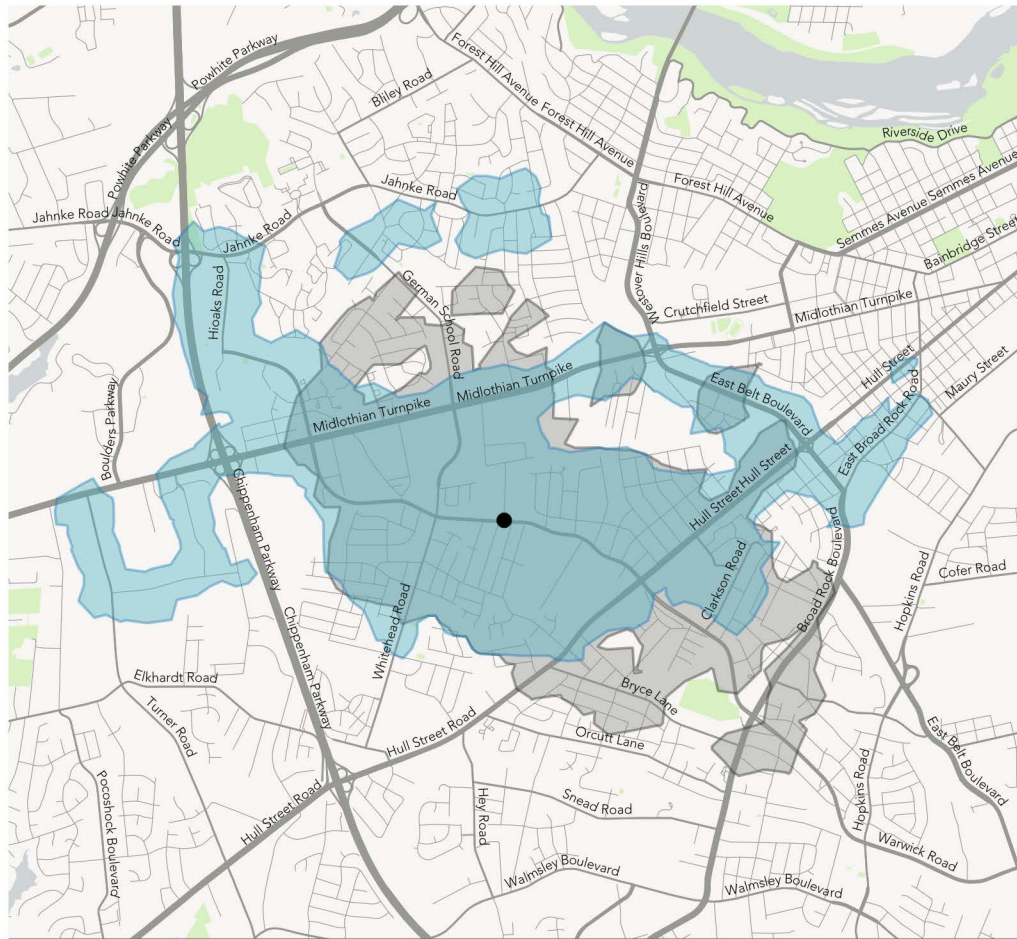 Powhite Parkway
Forest Hill Avenue
Bliley Road
Forest Hill Avenue
Riverside Drive
Powhite Parkway
Jahnke Road
Forest Hill Avenue
Semmes Avenue
Semmes Avenue
Jahnke Road
Jahnke Road
Jahnke Road
Bainbridge Street
Westover Hills Boulevard
Hioaks Road
German School Road
Crutchfield Street
Midlothian Turnpike
Hull Street
Maury Street
Midlothian Turnpike
Midlothian Turnpike
East Belt Boulevard
East Broad Rock Road
Boulders Parkway
Chippenham Parkway
Hull Street
Hull Street
Clarkson Road
Broad Rock Boulevard
Hopkins Road
Cofer Road
Whitehead Road
Chippenham Parkway
Elkhardt Road
Turner Road
Bryce Lane
Hull Street Road
Orcutt Lane
East Belt Boulevard
Pocoshock Boulevard
Hull Street Road
Hey Road
Snead Road
Hopkins Road
Warwick Road
Walmsley Boulevard
Walmsley Boulevard